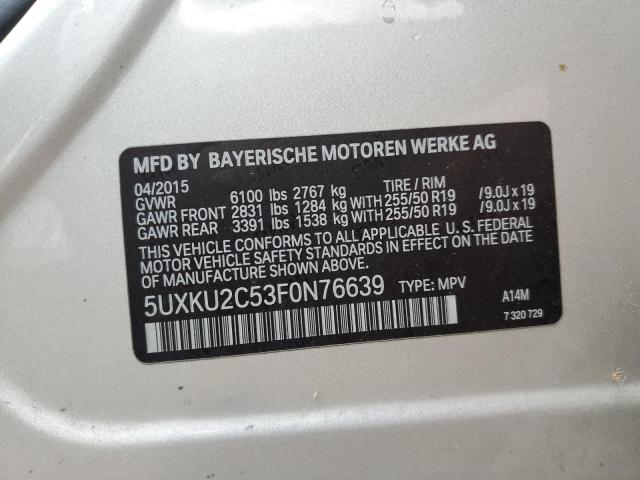 MFD BY BAYERISCHE MOTOREN WERKE AG
04/2015 TIRE / RIM
GVWR 6100 lbs 2767 kg
GAWR FRONT 2831 lbs 1284 kg WITH 255/50 R19 /9.0J x 19
GAWR REAR 3391 lbs 1538 kg WITH 255/50 R19 /9.0J x 19
THIS VEHICLE CONFORMS TO ALL APPLICABLE U. S. FEDERAL
MOTOR VEHICLE SAFETY STANDARDS IN EFFECT ON THE DATE
OF MANUFACTURE SHOWN ABOVE.
5UXKU2C53F0N76639 TYPE: MPV
A14M
7 320 729